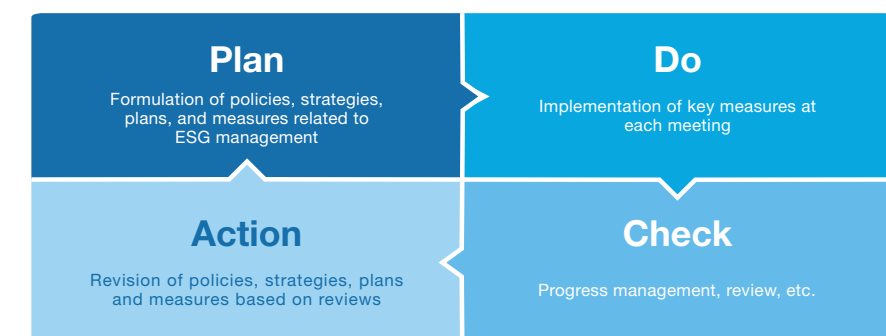 Plan
Formulation of policies, strategies,
plans, and measures related to
ESG management
Do
Implementation of key measures at
each meeting
Action
Revision of policies, strategies, plans
and measures based on reviews
Check
Progress management, review, etc.